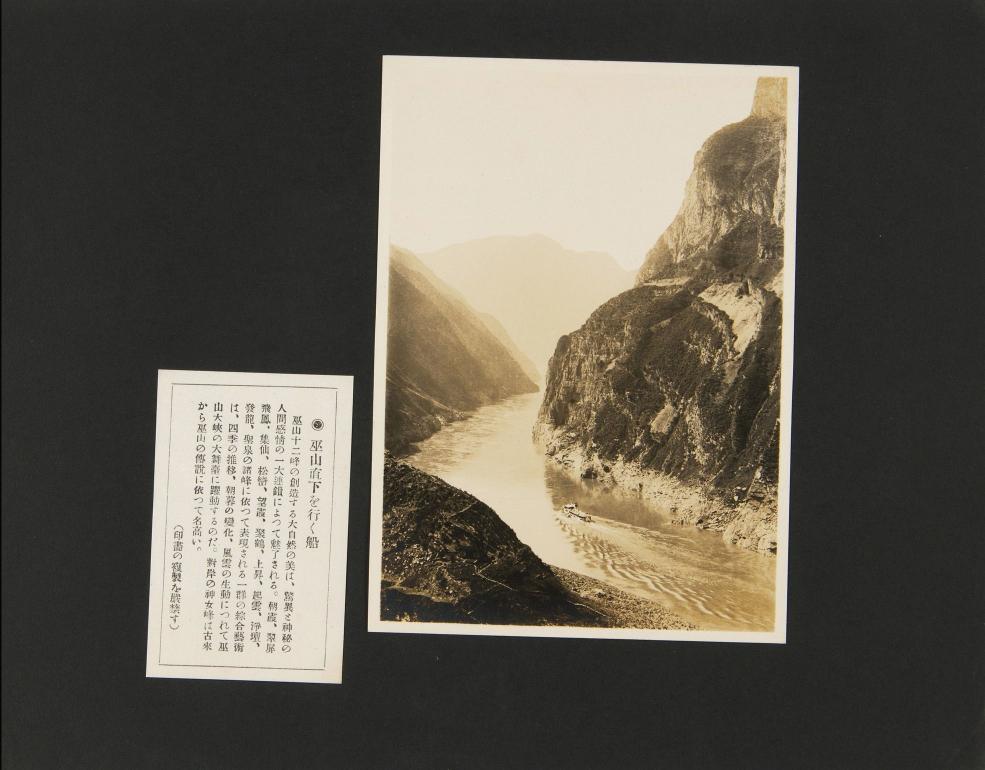 ◉ 巫山直下を行く船
巫山十二峰の創造する大自然の美は、驚異と神秘の
人間感情の一大連鎖によつて魅了される。朝霞、翠屏
飛鳳、集仙、松巒、望霞、聚鶴、上昇、起雲、淨壇、
登龍、聖泉の諸峰に依つて表現される一群の綜合藝術
は、四季の推移、朝暮の變化、風雲の生動につれて巫
山大峽の大舞臺に躍動するのだ。對岸の神女峰は古來
から巫山の傳説に依つて名高い。
（印畫の複製を嚴禁す）